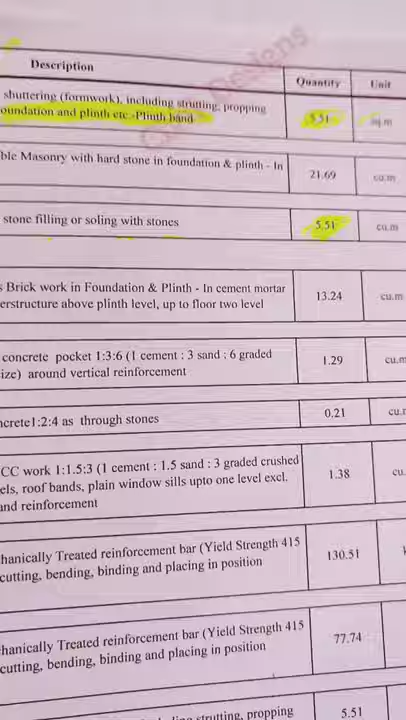 Designs
Description Quantity Unit
shuttering (formwork), including strutting, propping
oundation and plinth etc.-Plinth band 5.51 sq.m
ble Masonry with hard stone in foundation & plinth - In
21.69 cu.m
stone filling or soling with stones 5.51 cu.m
s Brick work in Foundation & Plinth - In cement mortar
erstructure above plinth level, up to floor two level 13.24 cu.m
concrete pocket 1:3:6 (1 cement : 3 sand : 6 graded
ize) around vertical reinforcement 1.29 cu.m
ncrete1:2:4 as through stones 0.21 cu.
CC work 1:1.5:3 (1 cement : 1.5 sand : 3 graded crushed
els, roof bands, plain window sills upto one level excl.
and reinforcement 1.38 cu.
hanically Treated reinforcement bar (Yield Strength 415
cutting, bending, binding and placing in position 130.51
hanically Treated reinforcement bar (Yield Strength 415
cutting, bending, binding and placing in position 77.74
strutting, propping 5.51